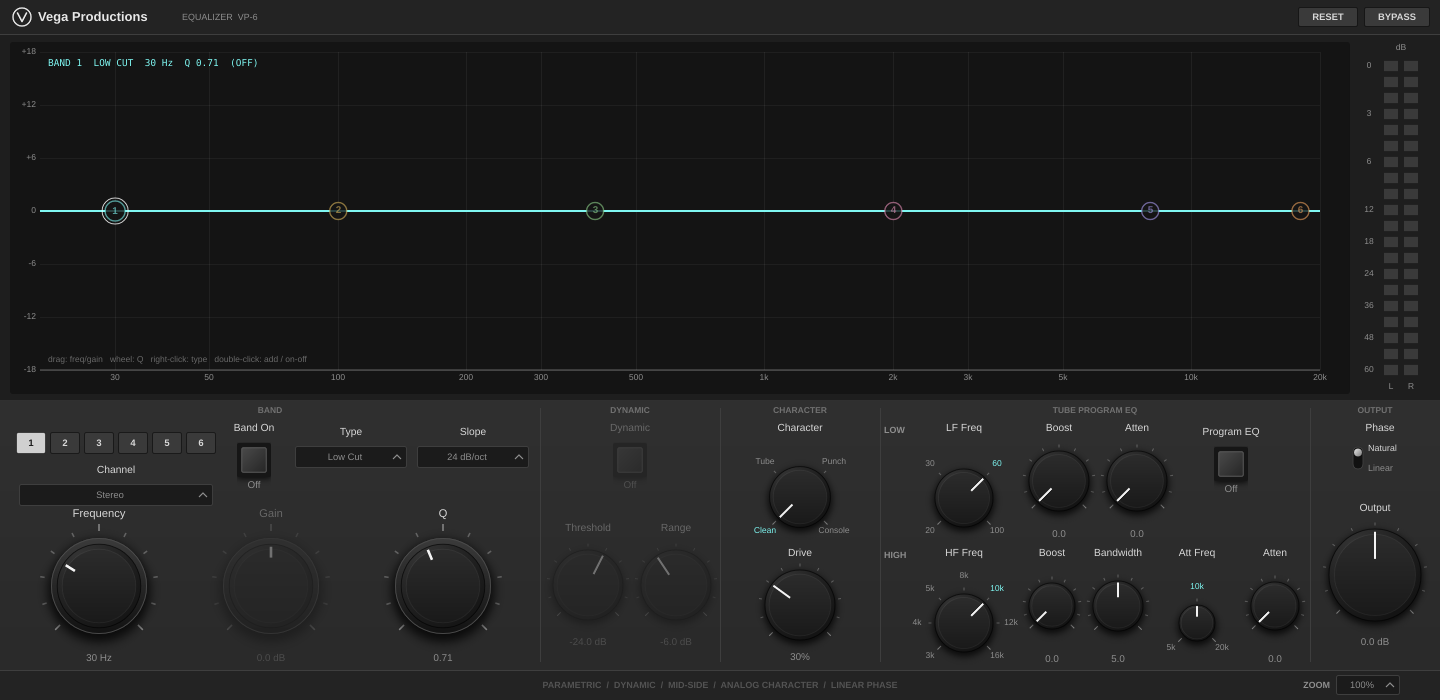 Vega Productions
EQUALIZER VP-6
RESET
BYPASS
BAND 1 LOW CUT 30 Hz Q 0.71 (OFF)
+18
+12
+6
0
-6
-12
-18
1
2
3
4
5
6
drag: freq/gain wheel: Q right-click: type double-click: add / on-off
30
50
100
200
300
500
1k
2k
3k
5k
10k
20k
dB
0
3
6
12
18
24
36
48
60
L R
BAND
1
2
3
4
5
6
Band On
Off
Type
Low Cut
Slope
24 dB/oct
Channel
Stereo
Frequency
30 Hz
Gain
0.0 dB
Q
0.71
DYNAMIC
Dynamic
Off
Threshold
-24.0 dB
Range
-6.0 dB
CHARACTER
Character
Tube
Punch
Clean
Console
Drive
30%
TUBE PROGRAM EQ
LOW
LF Freq
30
60
20
100
Boost
0.0
Atten
0.0
Program EQ
Off
HIGH
HF Freq
8k
5k
10k
4k
12k
3k
16k
Boost
0.0
Bandwidth
5.0
Att Freq
10k
5k
20k
Atten
0.0
OUTPUT
Phase
Natural
Linear
Output
0.0 dB
PARAMETRIC / DYNAMIC / MID-SIDE / ANALOG CHARACTER / LINEAR PHASE
ZOOM
100%